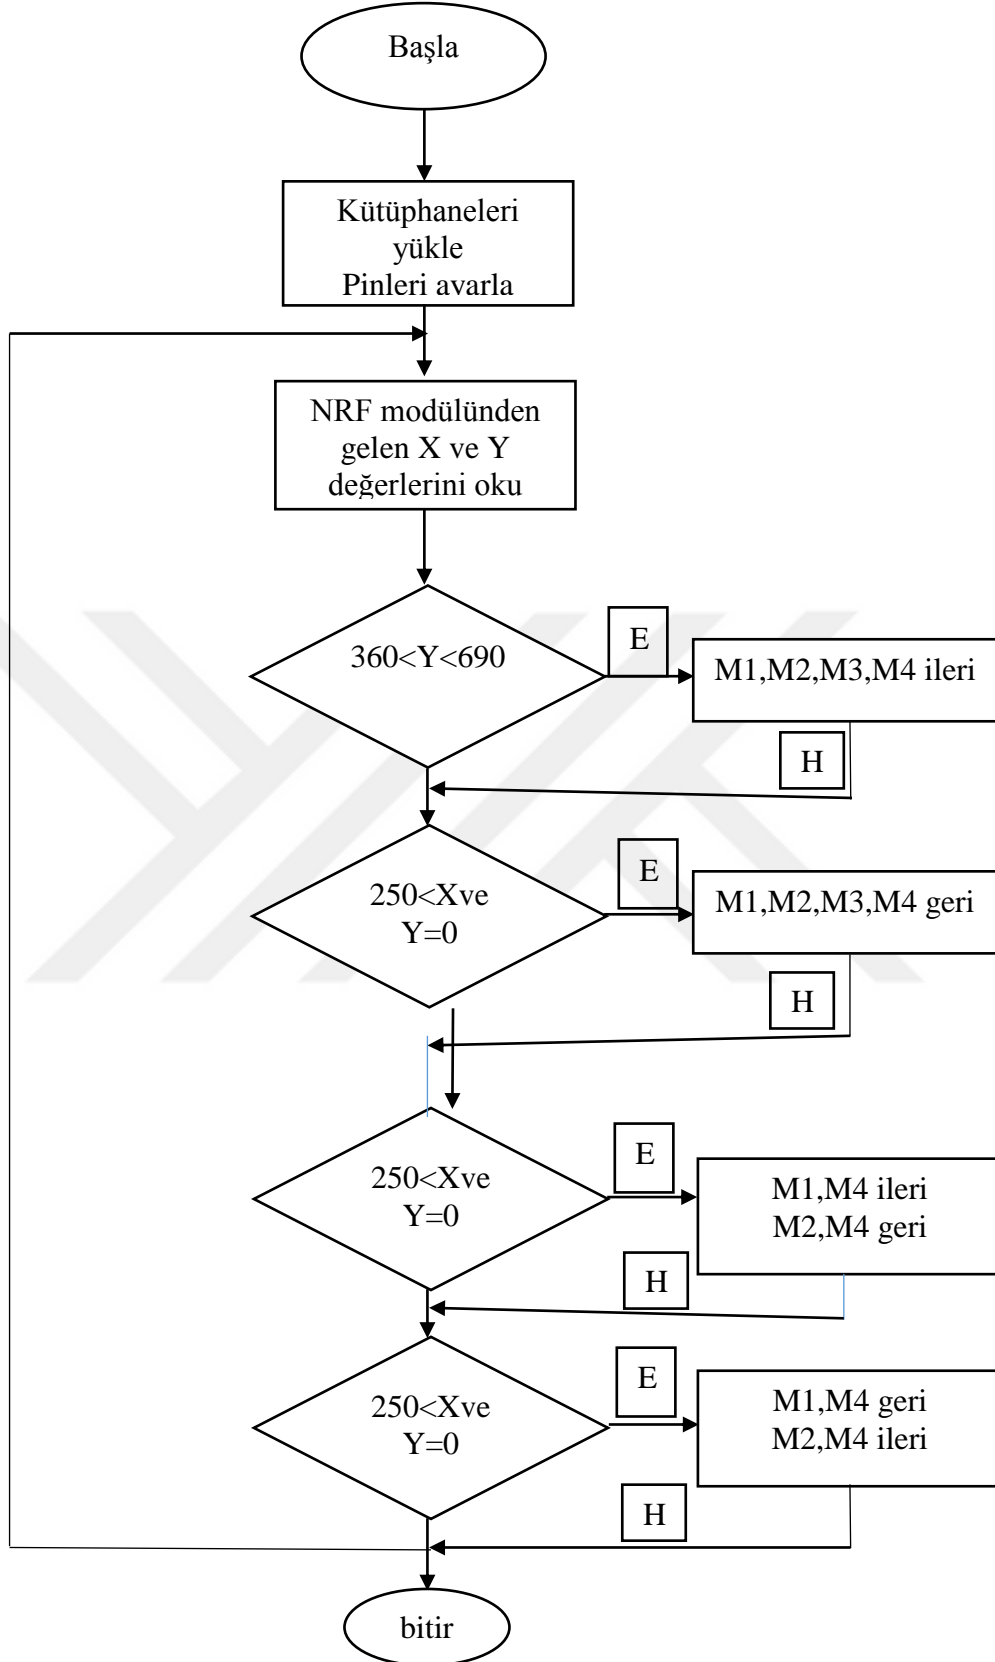 Başla
Kütüphaneleri
yükle
Pinleri avarla
NRF modülünden
gelen X ve Y
değerlerini oku
360<Y<690
E
M1,M2,M3,M4 ileri
H
250<Xve
Y=0
E
M1,M2,M3,M4 geri
H
250<Xve
Y=0
E
M1,M4 ileri
M2,M4 geri
H
250<Xve
Y=0
E
M1,M4 geri
M2,M4 ileri
H
bitir